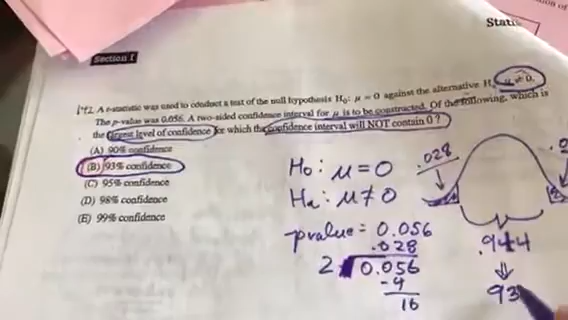 Stati
Section I
A t-statistic was used to conduct a test of the null hypothesis H₀: μ = 0 against the alternative Hₐ: μ ≠ 0.
The p-value was 0.056. A two-sided confidence interval for μ is to be constructed. Of the following, which is
the largest level of confidence for which the confidence interval will NOT contain 0?
(A) 90% confidence
(B) 93% confidence
(C) 95% confidence
(D) 98% confidence
(E) 99% confidence
H₀: μ = 0
Hₐ: μ ≠ 0
pvalue = 0.056
.028
2 0.056
-4
16
.028
.944
93